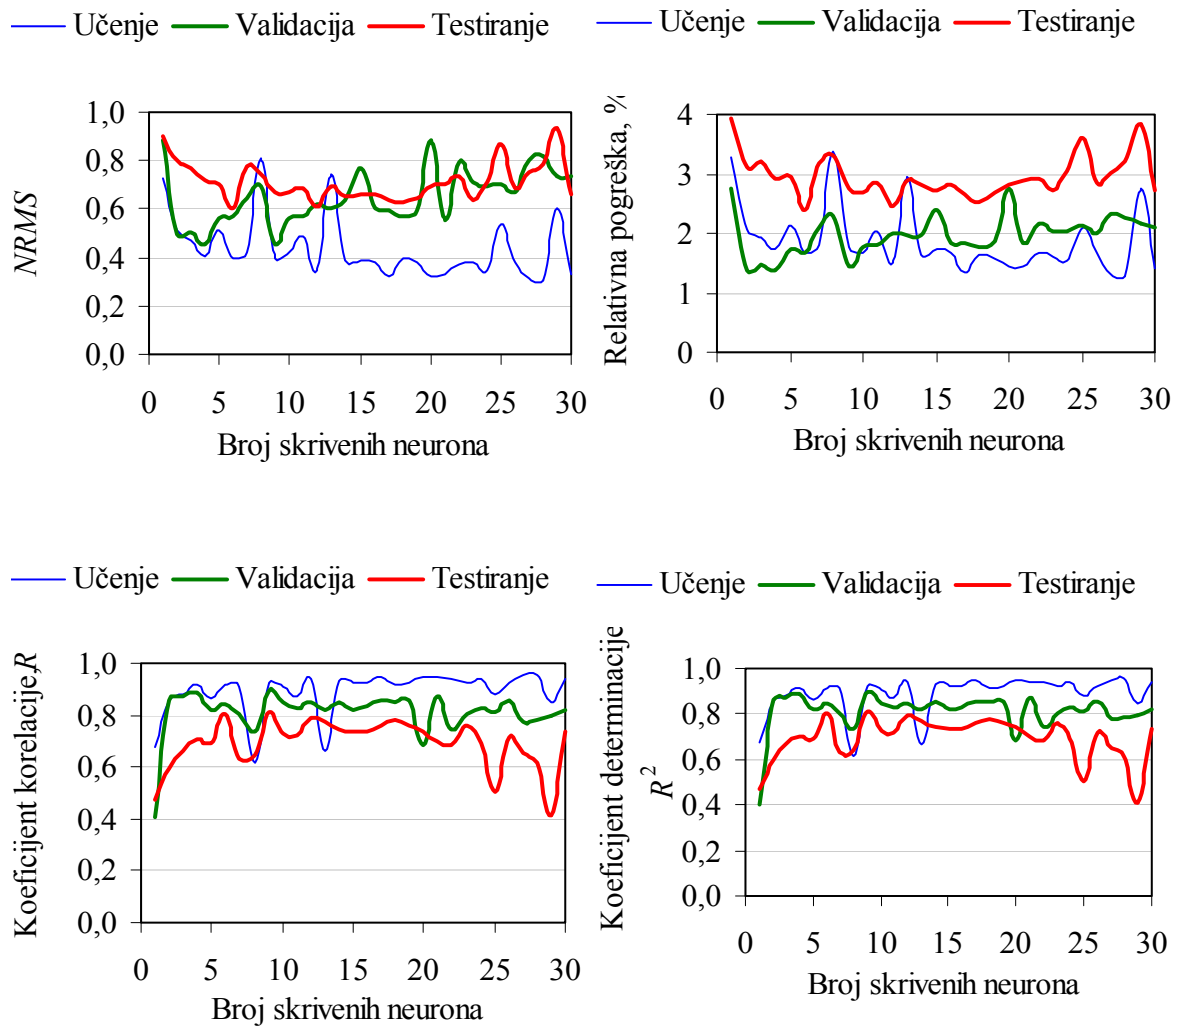 Učenje Validacija Testiranje
NRMS
1,0
0,8
0,6
0,4
0,2
0,0
0 5 10 15 20 25 30
Broj skrivenih neurona
Učenje Validacija Testiranje
Relativna pogreška, %
4
3
2
1
0
0 5 10 15 20 25 30
Broj skrivenih neurona
Učenje Validacija Testiranje
Koeficijent korelacije,R
1,0
0,8
0,6
0,4
0,2
0,0
0 5 10 15 20 25 30
Broj skrivenih neurona
Učenje Validacija Testiranje
Koeficijent determinacije
R²
1,0
0,8
0,6
0,4
0,2
0,0
0 5 10 15 20 25 30
Broj skrivenih neurona